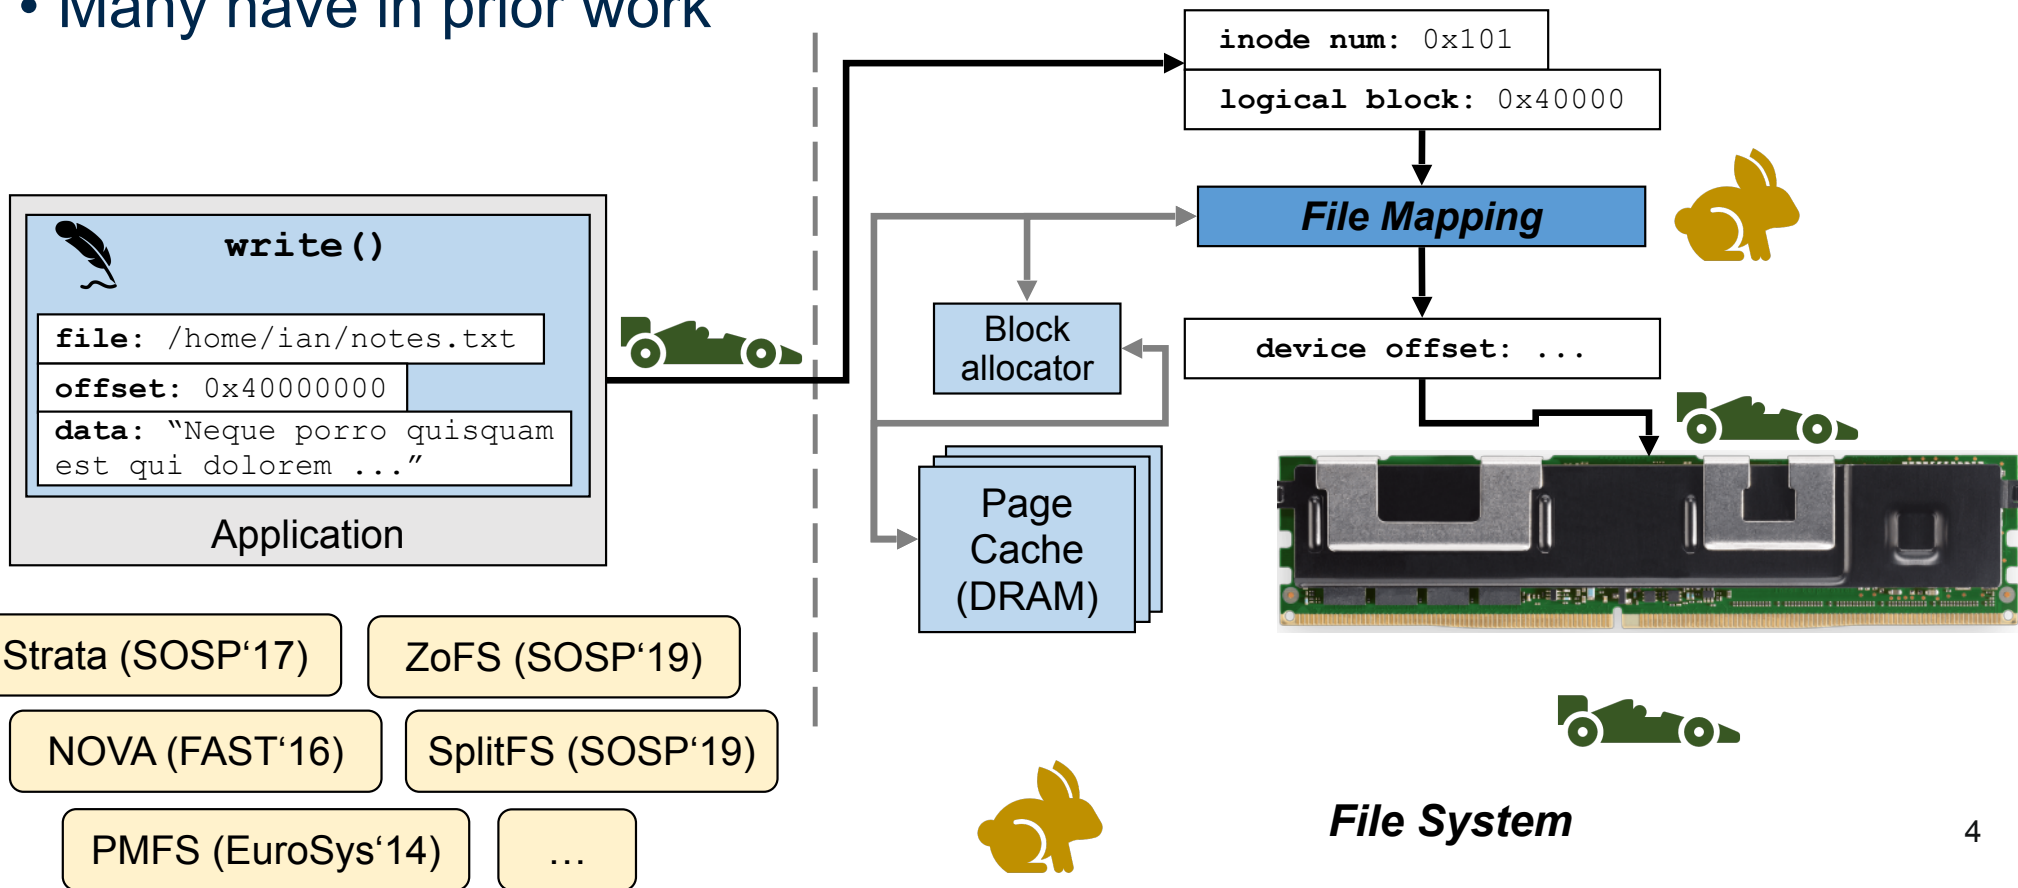 • Many have in prior work
inode num: 0x101
logical block: 0x40000
File Mapping
write()
file: /home/ian/notes.txt
offset: 0x40000000
data: “Neque porro quisquam
est qui dolorem ...”
Application
Block
allocator
device offset: ...
Page
Cache
(DRAM)
Strata (SOSP‘17)
ZoFS (SOSP‘19)
NOVA (FAST‘16)
SplitFS (SOSP‘19)
PMFS (EuroSys‘14)
…
File System
4